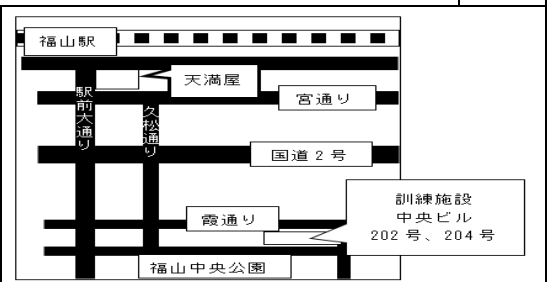 福山駅
天満屋
駅前大通り
久松通り
宮通り
国道2号
訓練施設
中央ビル
202号、204号
霞通り
福山中央公園